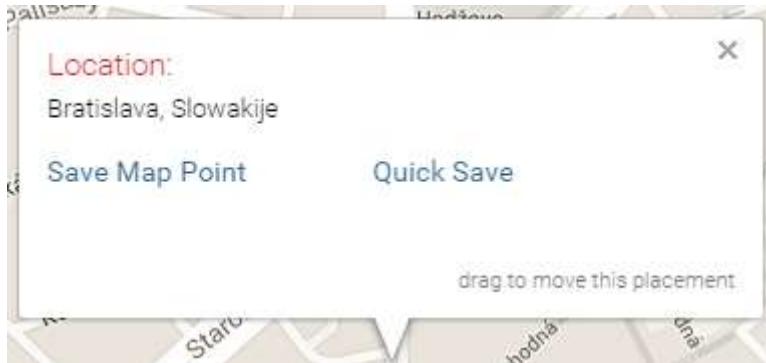 Location:
Bratislava, Slowakije
Save Map Point
Quick Save
drag to move this placement